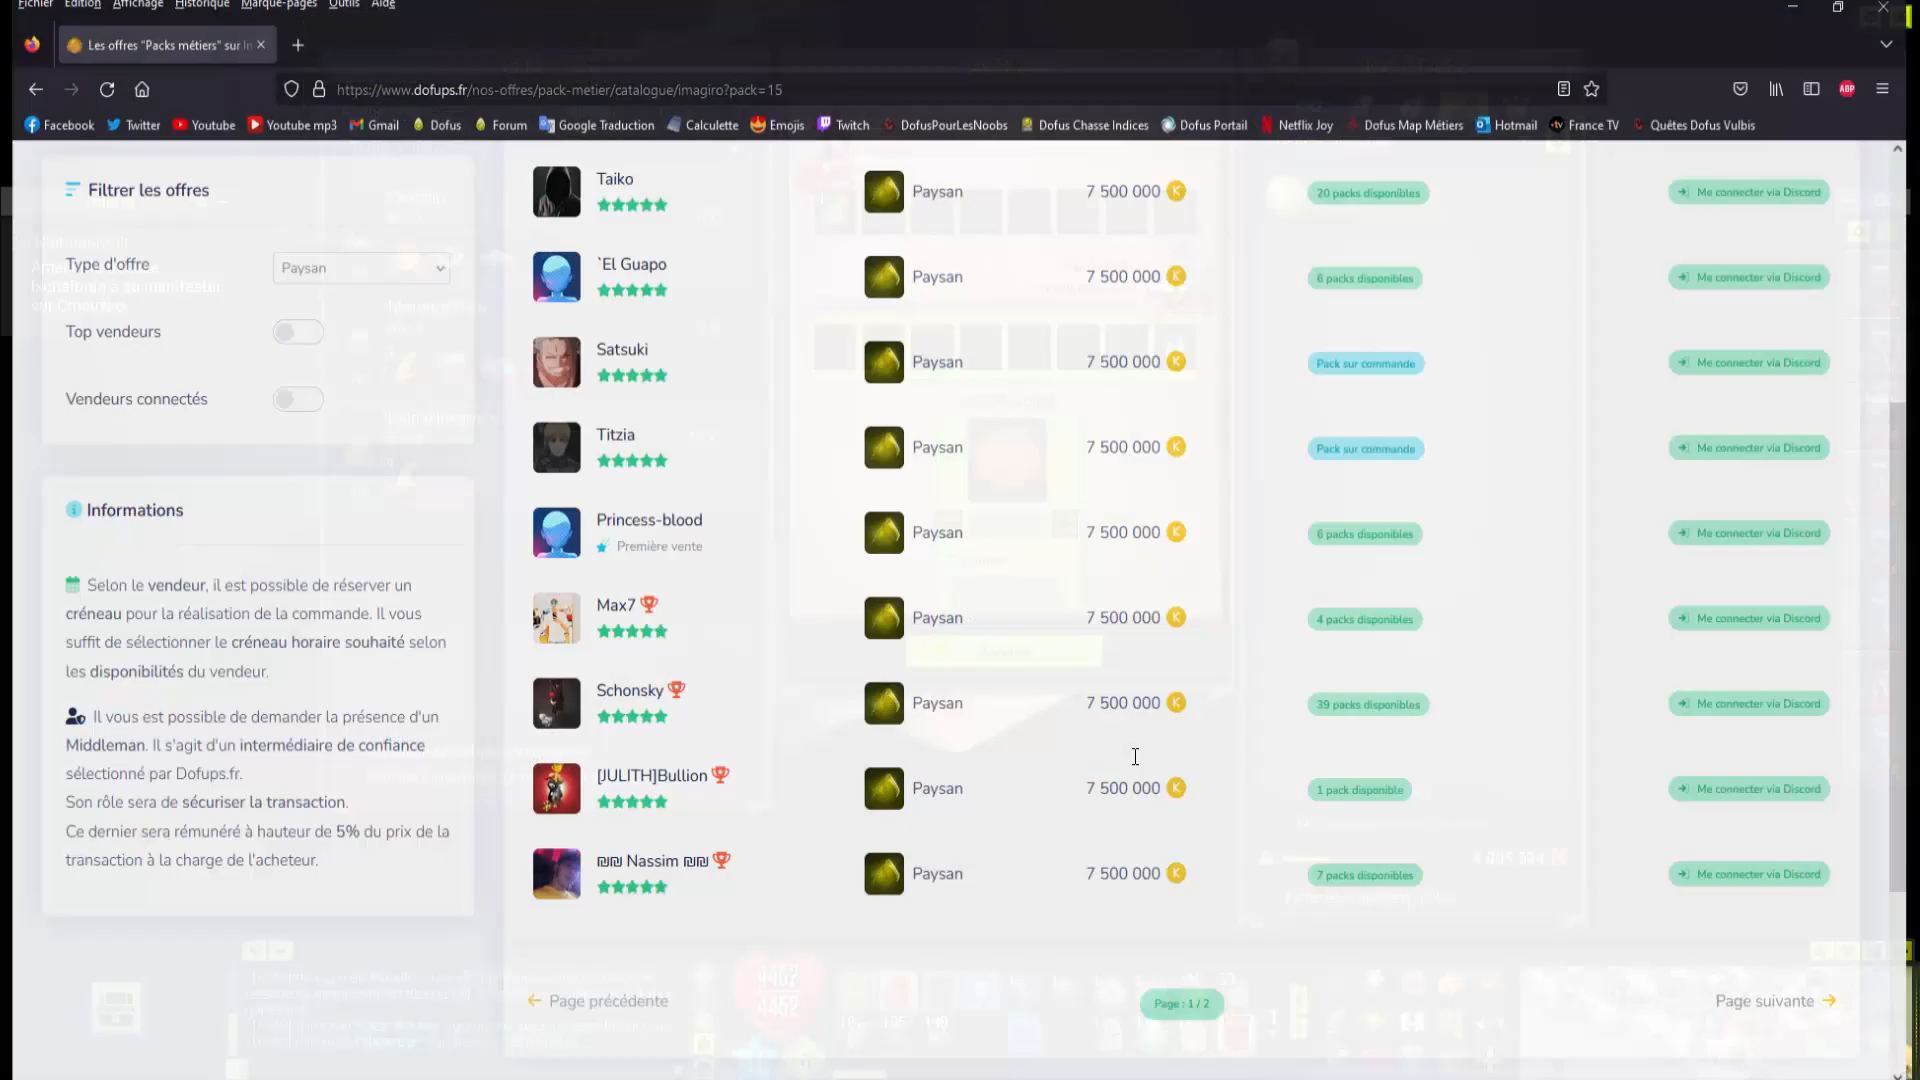 Fichier Édition Affichage Historique Marque-pages Outils Aide
Les offres "Packs métiers" sur
https://www.dofups.fr/nos-offres/pack-metier/catalogue/imagiro?pack=15
Facebook Twitter Youtube Youtube mp3 Gmail Dofus Forum Google Traduction Calculette Emojis Twitch DofusPourLesNoobs Dofus Chasse Indices Dofus Portail Netflix Joy Dofus Map Métiers Hotmail France TV Quêtes Dofus Vulbis
ABP
Filtrer les offres
Type d'offre
Paysan
Top vendeurs
Vendeurs connectés
Informations
Selon le vendeur, il est possible de réserver un
créneau pour la réalisation de la commande. Il vous
suffit de sélectionner le créneau horaire souhaité selon
les disponibilités du vendeur.
Il vous est possible de demander la présence d'un
Middleman. Il s'agit d'un intermédiaire de confiance
sélectionné par Dofups.fr.
Son rôle sera de sécuriser la transaction.
Ce dernier sera rémunéré à hauteur de 5% du prix de la
transaction à la charge de l'acheteur.
Taiko
Paysan 7 500 000 K 20 packs disponibles Me connecter via Discord
`El Guapo
Paysan 7 500 000 K 6 packs disponibles Me connecter via Discord
Satsuki
Paysan 7 500 000 K Pack sur commande Me connecter via Discord
Titzia
Paysan 7 500 000 K Pack sur commande Me connecter via Discord
Princess-blood
Première vente
Paysan 7 500 000 K 6 packs disponibles Me connecter via Discord
Max7
Paysan 7 500 000 K 4 packs disponibles Me connecter via Discord
Schonsky
Paysan 7 500 000 K 39 packs disponibles Me connecter via Discord
[JULITH]Bullion
Paysan 7 500 000 K 1 pack disponible Me connecter via Discord
₪₪ Nassim ₪₪
Paysan 7 500 000 K 7 packs disponibles Me connecter via Discord
4462
4462
Page précédente
Page : 1 / 2
Page suivante